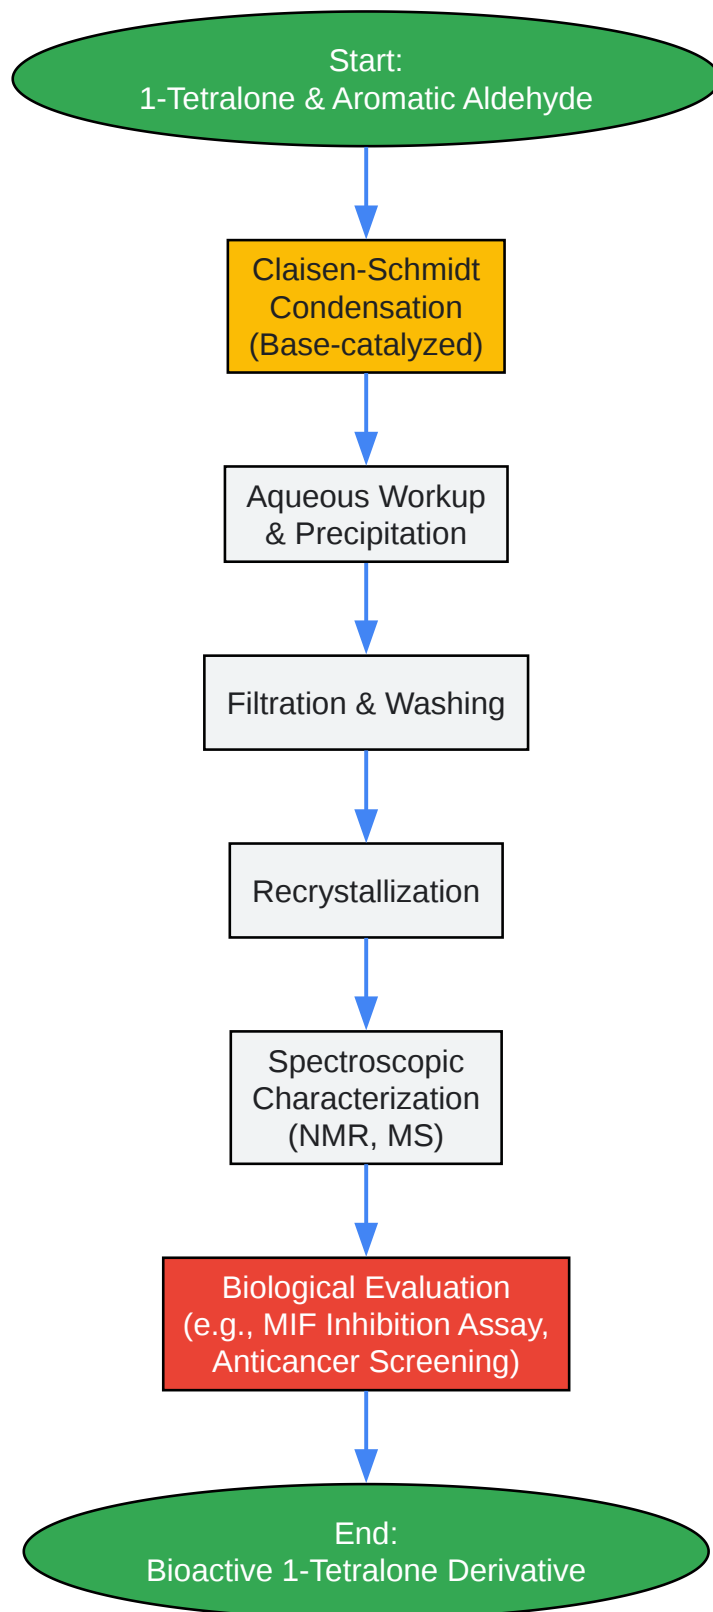 Start:
1-Tetralone & Aromatic Aldehyde
Claisen-Schmidt
Condensation
(Base-catalyzed)
Aqueous Workup
& Precipitation
Filtration & Washing
Recrystallization
Spectroscopic
Characterization
(NMR, MS)
Biological Evaluation
(e.g., MIF Inhibition Assay,
Anticancer Screening)
End:
Bioactive 1-Tetralone Derivative